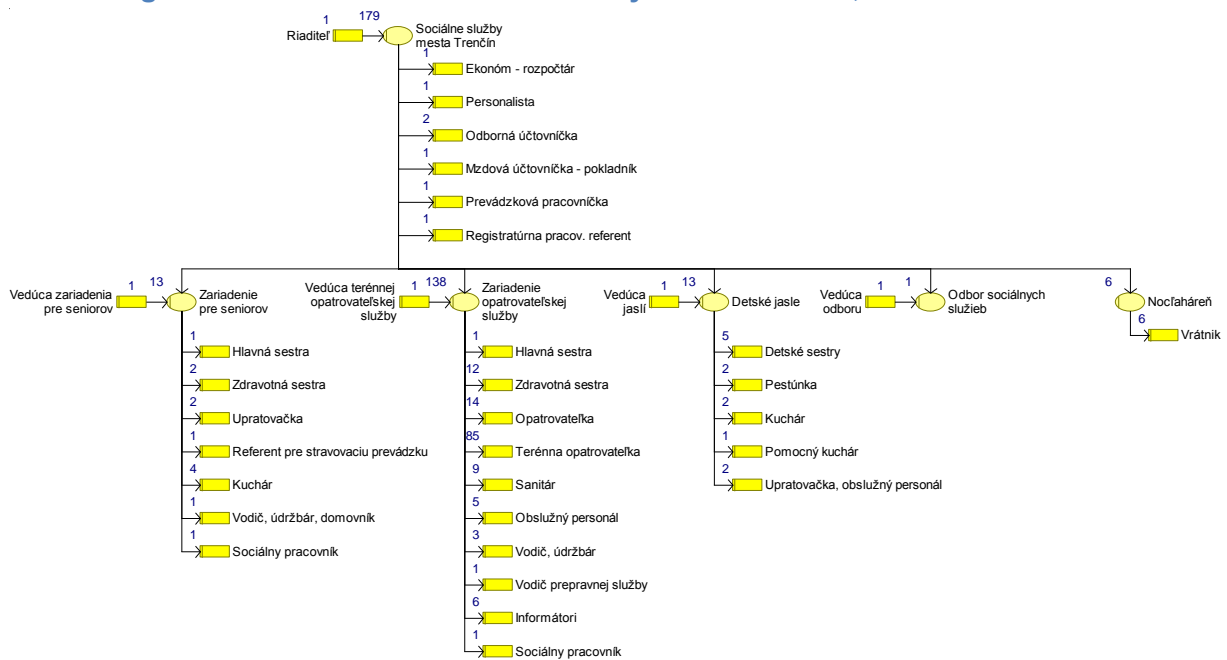 1 179
Riaditeľ
Sociálne služby
mesta Trenčín
1
Ekonóm - rozpočtár
1
Personalista
2
Odborná účtovníčka
1
Mzdová účtovníčka - pokladník
1
Prevádzková pracovníčka
1
Registratúrna pracov. referent
Vedúca zariadenia
pre seniorov
1 13
Zariadenie
pre seniorov
1
Hlavná sestra
2
Zdravotná sestra
2
Upratovačka
1
Referent pre stravovaciu prevádzku
4
Kuchár
1
Vodič, údržbár, domovník
1
Sociálny pracovník
Vedúca terénnej
opatrovateľskej
služby
1 138
Zariadenie
opatrovateľskej
služby
1
Hlavná sestra
12
Zdravotná sestra
14
Opatrovateľka
85
Terénna opatrovateľka
9
Sanitár
5
Obslužný personál
3
Vodič, údržbár
1
Vodič prepravnej služby
6
Informátori
1
Sociálny pracovník
Vedúca
jaslí
1 13
Detské jasle
5
Detské sestry
2
Pestúnka
2
Kuchár
1
Pomocný kuchár
2
Upratovačka, obslužný personál
Vedúca
odboru
1 1
Odbor sociálnych
služieb
6
Nocľaháreň
6
Vrátnik